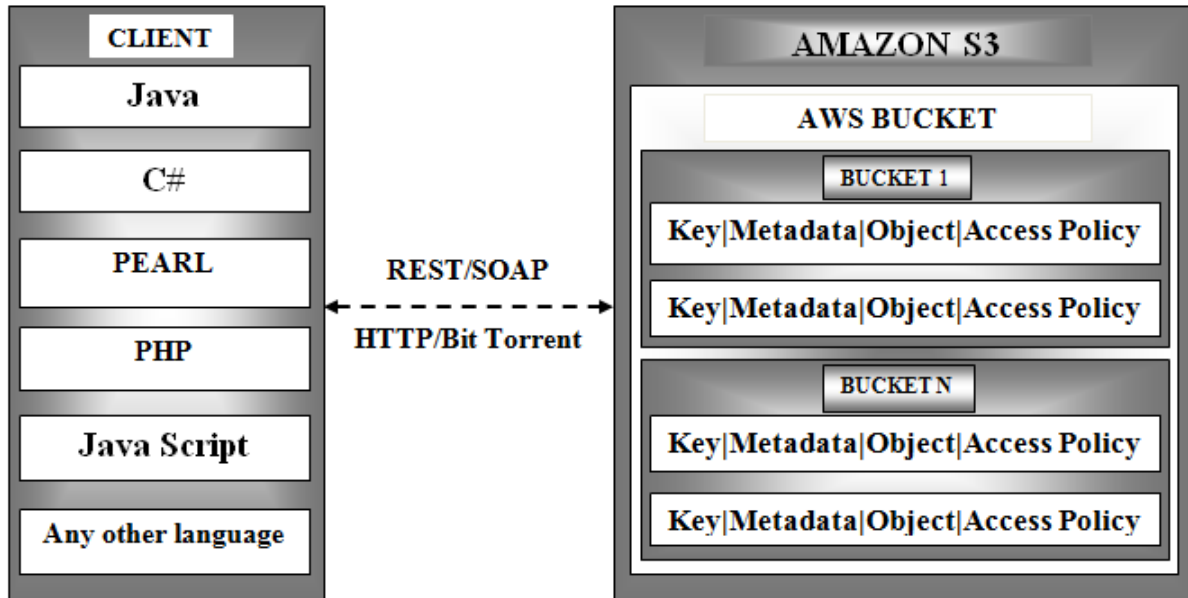 CLIENT
Java
C#
PEARL
PHP
Java Script
Any other language
REST/SOAP
HTTP/Bit Torrent
AMAZON S3
AWS BUCKET
BUCKET 1
Key|Metadata|Object|Access Policy
Key|Metadata|Object|Access Policy
BUCKET N
Key|Metadata|Object|Access Policy
Key|Metadata|Object|Access Policy